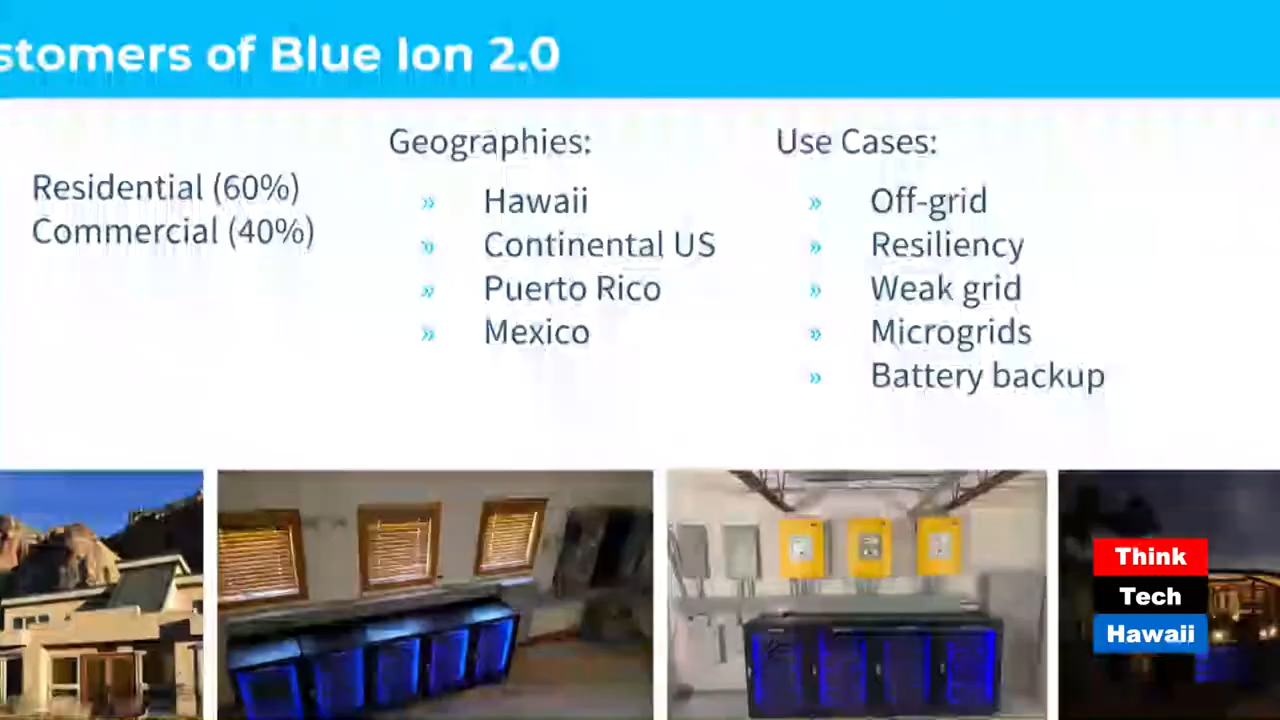 stomers of Blue Ion 2.0
Residential (60%)
Commercial (40%)
Geographies:
» Hawaii
» Continental US
» Puerto Rico
» Mexico
Use Cases:
» Off-grid
» Resiliency
» Weak grid
» Microgrids
» Battery backup
Think
Tech
Hawaii